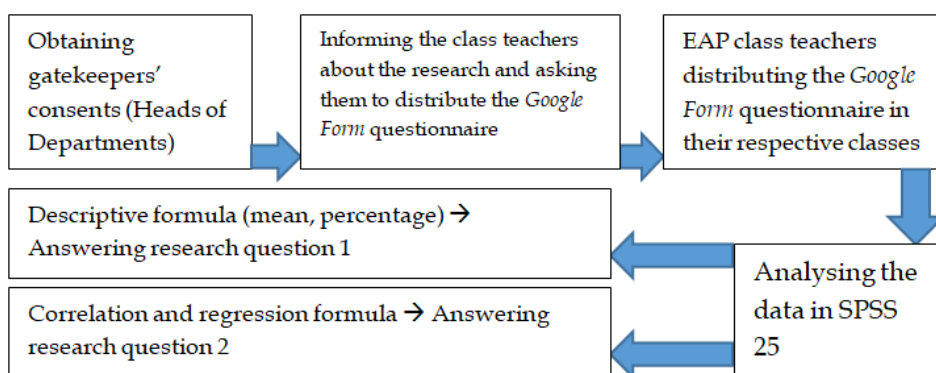 Obtaining
gatekeepers’
consents (Heads of
Departments)
Informing the class teachers
about the research and asking
them to distribute the Google
Form questionnaire
EAP class teachers
distributing the Google
Form questionnaire in
their respective classes
Analysing the
data in SPSS
25
Descriptive formula (mean, percentage) →
Answering research question 1
Correlation and regression formula → Answering
research question 2